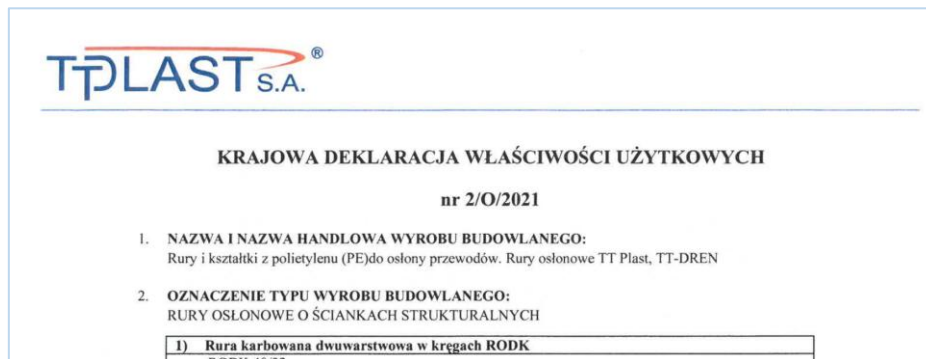 TTPLAST S.A.®
KRAJOWA DEKLARACJA WŁAŚCIWOŚCI UŻYTKOWYCH
nr 2/O/2021
1. NAZWA I NAZWA HANDLOWA WYROBU BUDOWLANEGO:
Rury i kształtki z polietylenu (PE)do osłony przewodów. Rury osłonowe TT Plast, TT-DREN
2. OZNACZENIE TYPU WYROBU BUDOWLANEGO:
RURY OSŁONOWE O ŚCIANKACH STRUKTURALNYCH
1) Rura karbowana dwuwarstwowa w kręgach RODK